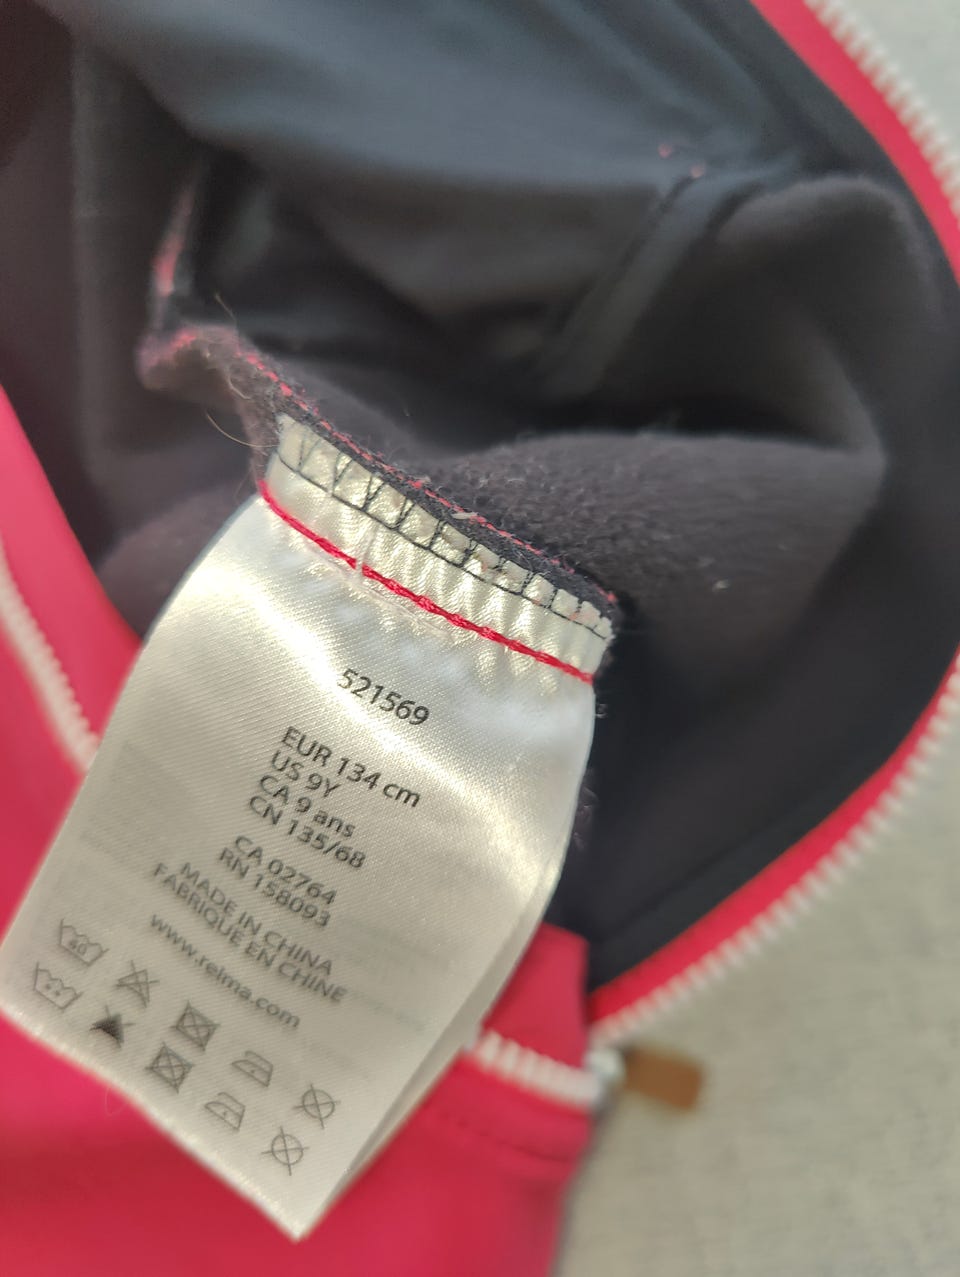 521569
EUR 134 cm
US 9Y
CA 9 ans
CN 135/68
CA 02764
RN 158093
MADE IN CHINA
FABRIQUE EN CHINE
www.reima.com
40